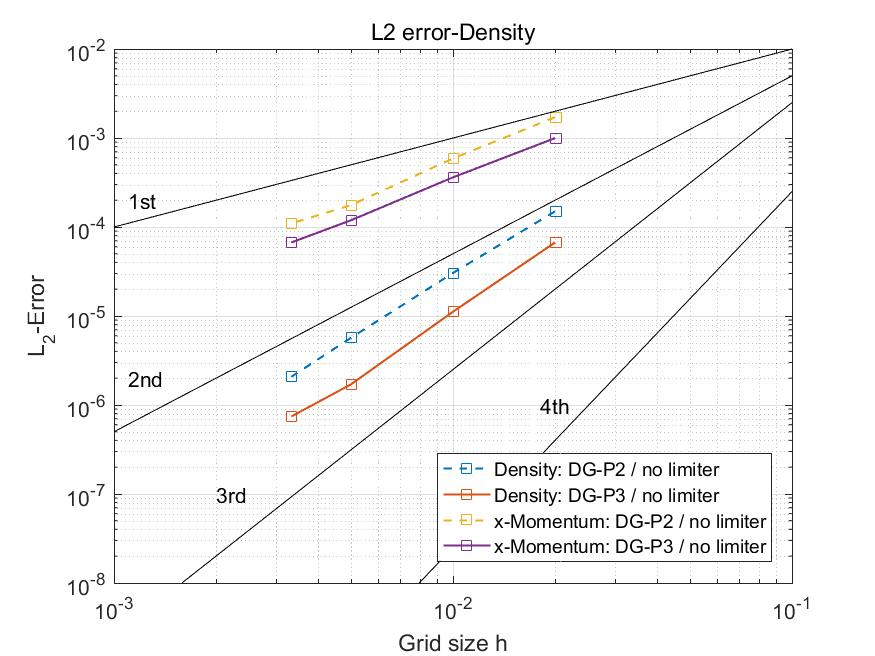 L2 error-Density
10-2
10-3
10-4
10-5
10-6
10-7
10-8
L2-Error
1st
2nd
3rd
4th
Density: DG-P2 / no limiter
Density: DG-P3 / no limiter
x-Momentum: DG-P2 / no limiter
x-Momentum: DG-P3 / no limiter
10-3
10-2
10-1
Grid size h